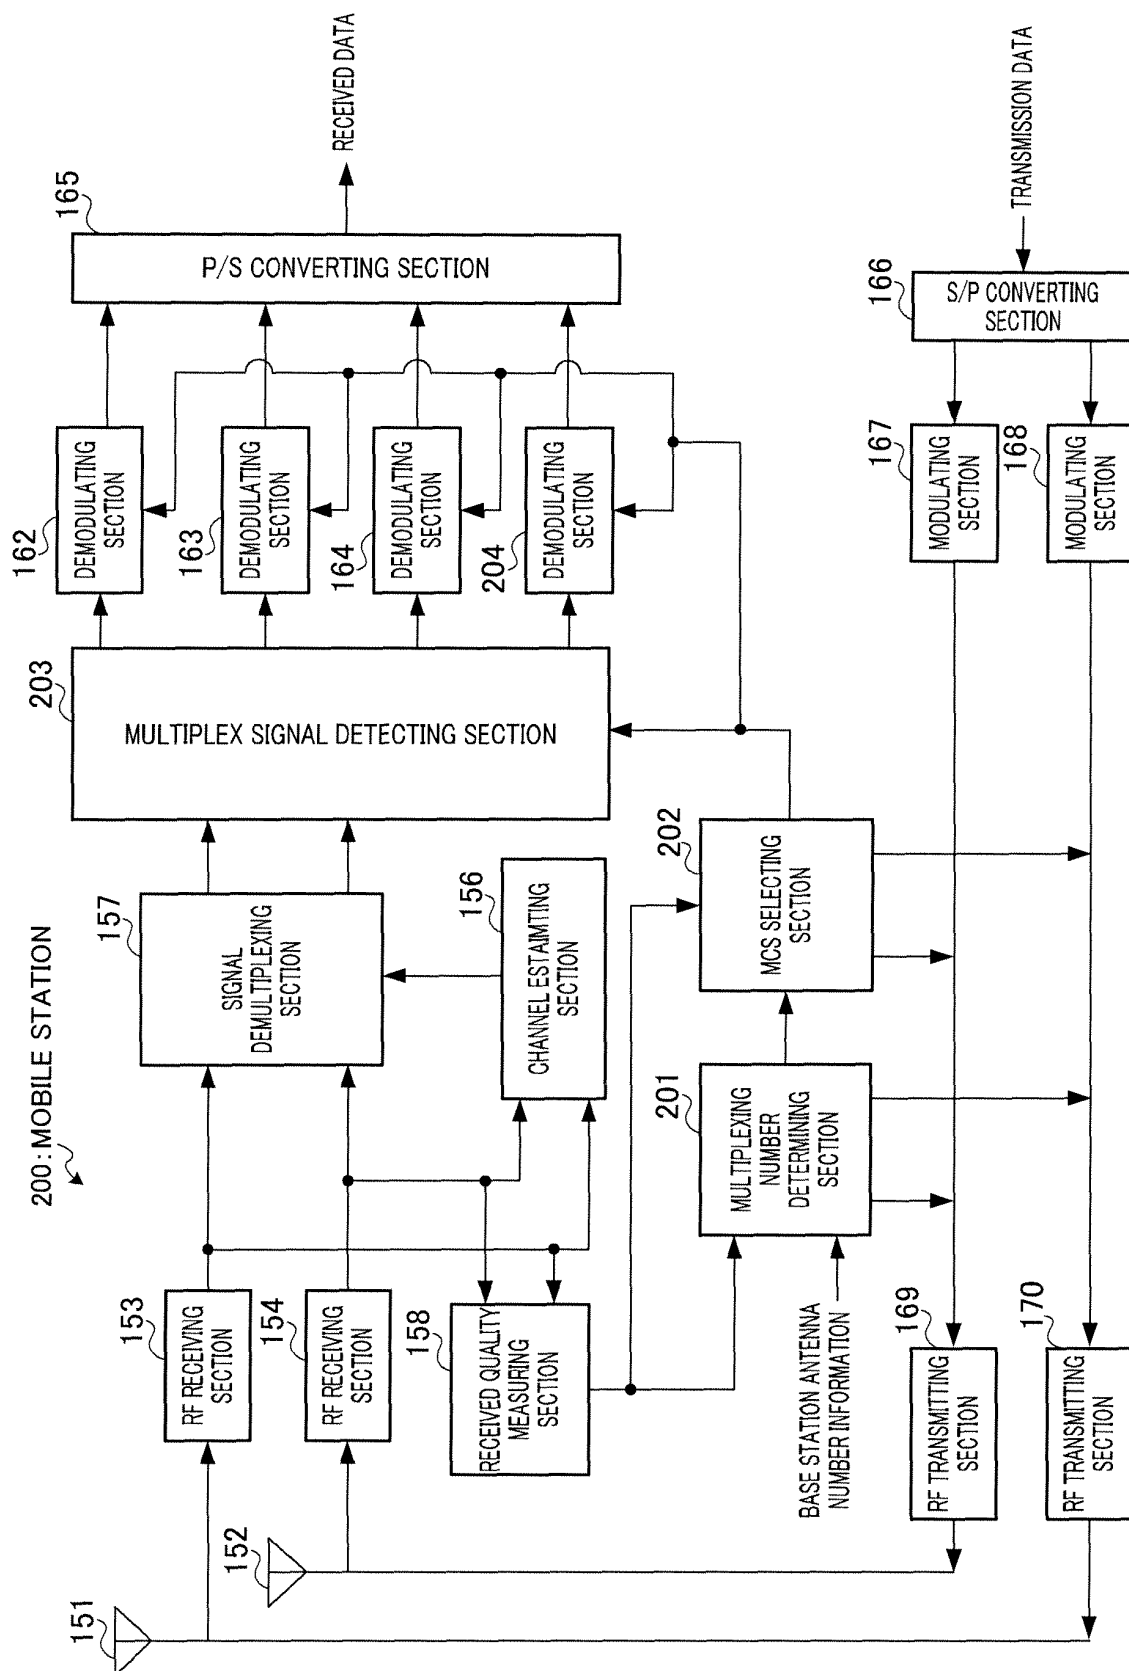 200:MOBILE STATION
151
152
153
RF RECEIVING
SECTION
154
RF RECEIVING
SECTION
158
RECEIVED QUALITY
MEASURING
SECTION
157
SIGNAL
DEMULTIPLEXING
SECTION
156
CHANNEL ESTAIMTING
SECTION
203
MULTIPLEX SIGNAL DETECTING SECTION
162
DEMODULATING
SECTION
163
DEMODULATING
SECTION
164
DEMODULATING
SECTION
204
DEMODULATING
SECTION
165
P/S CONVERTING SECTION
RECEIVED DATA
BASE STATION ANTENNA
NUMBER INFORMATION
201
MULTIPLEXING
NUMBER
DETERMINING
SECTION
202
MCS SELECTING
SECTION
TRANSMISSION DATA
166
S/P CONVERTING
SECTION
167
MODULATING
SECTION
168
MODULATING
SECTION
169
RF TRANSMITTING
SECTION
170
RF TRANSMITTING
SECTION